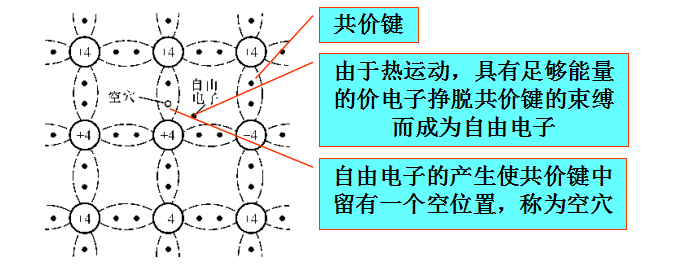 共价键
由于热运动，具有足够能量
的价电子挣脱共价键的束缚
而成为自由电子
自由电子的产生使共价键中
留有一个空位置，称为空穴
+4 +4 +4
空穴
自由
电子
+4 +4 +4
+4 4 +4